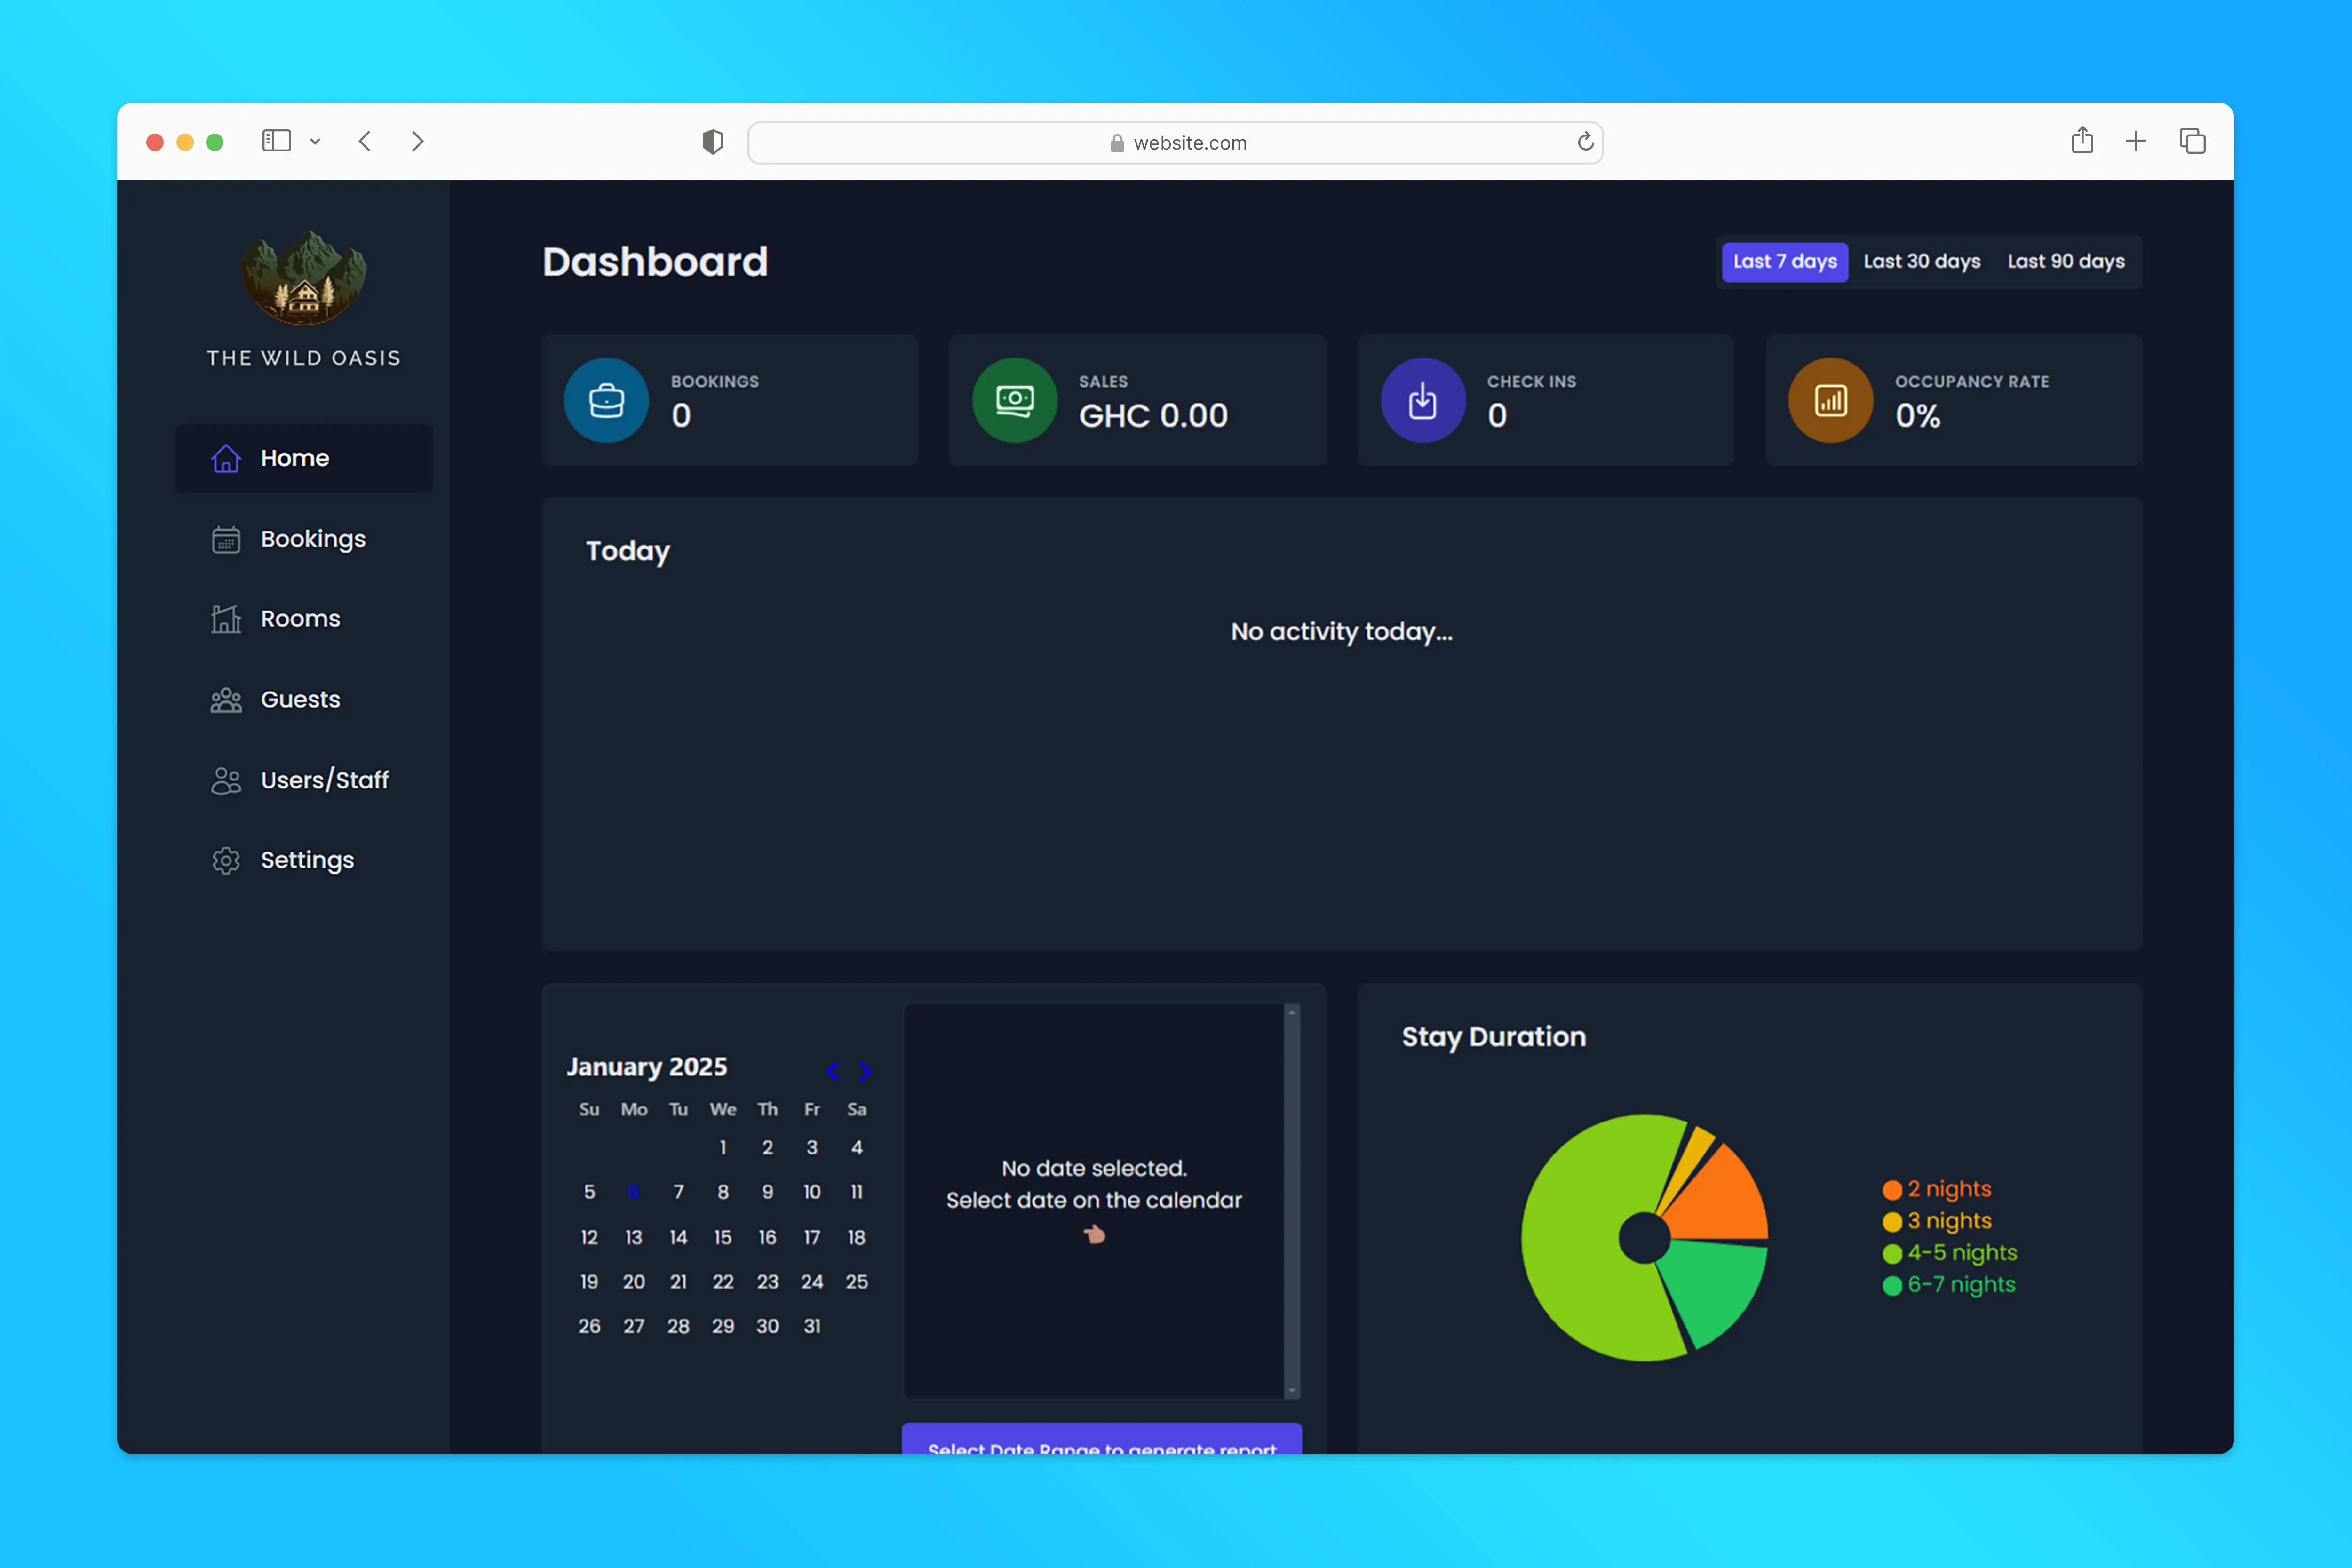 website.com
THE WILD OASIS
Home
Bookings
Rooms
Guests
Users/Staff
Settings
Dashboard
Last 7 days Last 30 days Last 90 days
BOOKINGS
0
SALES
GHC 0.00
CHECK INS
0
OCCUPANCY RATE
0%
Today
No activity today...
January 2025
Su Mo Tu We Th Fr Sa
1 2 3 4
5 6 7 8 9 10 11
12 13 14 15 16 17 18
19 20 21 22 23 24 25
26 27 28 29 30 31
No date selected.
Select date on the calendar
Select Date Range to generate report
Stay Duration
2 nights
3 nights
4-5 nights
6-7 nights